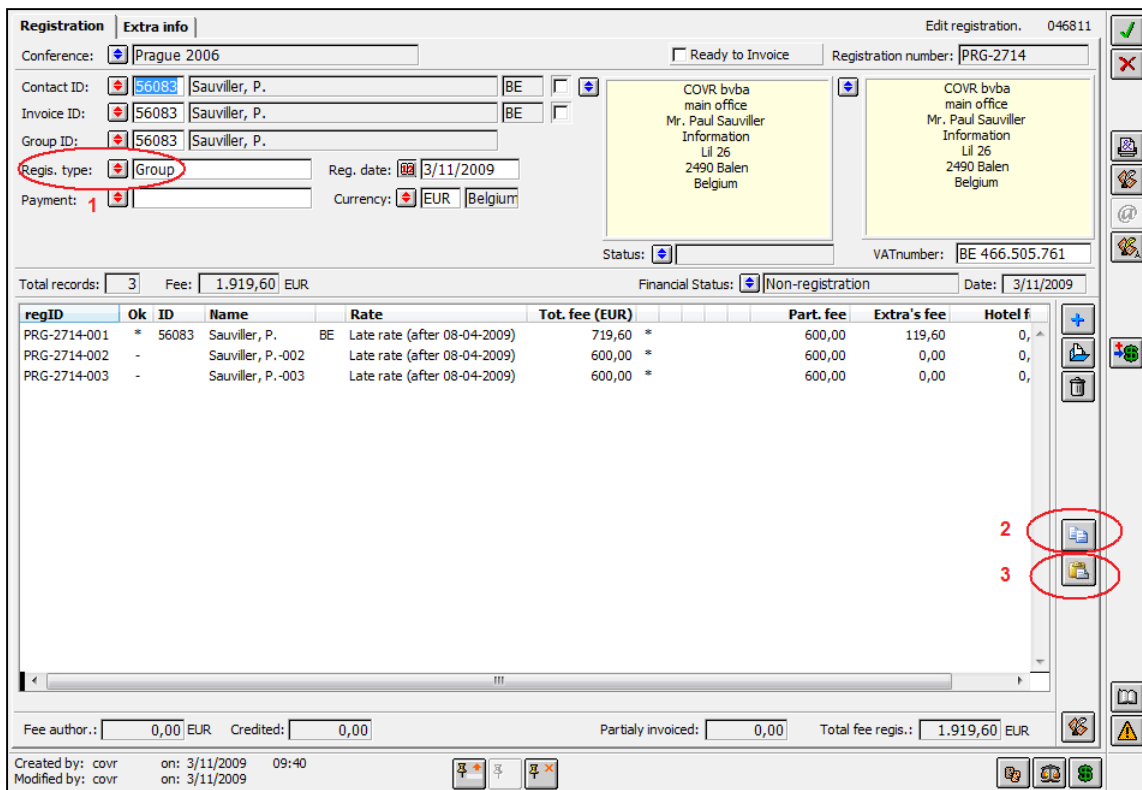 Registration Extra info Edit registration. 046811
Conference: Prague 2006 Ready to Invoice Registration number: PRG-2714
Contact ID: 56083 Sauviller, P. BE
Invoice ID: 56083 Sauviller, P. BE
Group ID: 56083 Sauviller, P.
Regis. type: Group Reg. date: 3/11/2009
Payment: 1 Currency: EUR Belgium
COVR bvba
main office
Mr. Paul Sauviller
Information
Lil 26
2490 Balen
Belgium
COVR bvba
main office
Mr. Paul Sauviller
Information
Lil 26
2490 Balen
Belgium
Status: VATnumber: BE 466.505.761
Total records: 3 Fee: 1.919,60 EUR Financial Status: Non-registration Date: 3/11/2009
regID Ok ID Name Rate Tot. fee (EUR) Part. fee Extra's fee Hotel f
PRG-2714-001 * 56083 Sauviller, P. BE Late rate (after 08-04-2009) 719,60 * 600,00 119,60 0,
PRG-2714-002 - Sauviller, P.-002 Late rate (after 08-04-2009) 600,00 * 600,00 0,00 0,
PRG-2714-003 - Sauviller, P.-003 Late rate (after 08-04-2009) 600,00 * 600,00 0,00 0,
2
3
Fee author.: 0,00 EUR Credited: 0,00 Partialy invoiced: 0,00 Total fee regis.: 1.919,60 EUR
Created by: covr on: 3/11/2009 09:40
Modified by: covr on: 3/11/2009